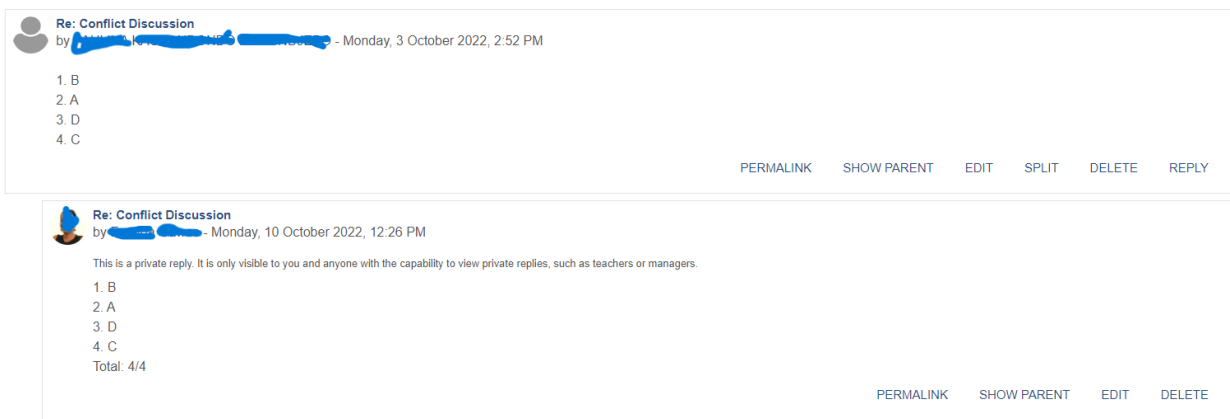 Re: Conflict Discussion
by - Monday, 3 October 2022, 2:52 PM
1. B
2. A
3. D
4. C
PERMALINK SHOW PARENT EDIT SPLIT DELETE REPLY
Re: Conflict Discussion
by - Monday, 10 October 2022, 12:26 PM
This is a private reply. It is only visible to you and anyone with the capability to view private replies, such as teachers or managers.
1. B
2. A
3. D
4. C
Total: 4/4
PERMALINK SHOW PARENT EDIT DELETE